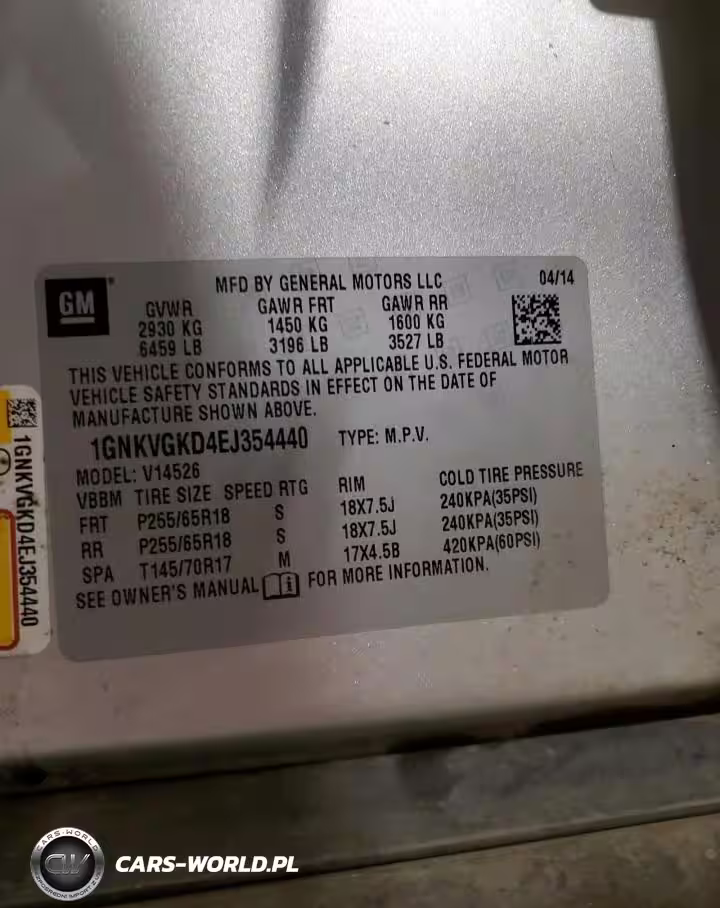 GM
MFD BY GENERAL MOTORS LLC 04/14
GVWR GAWR FRT GAWR RR
2930 KG 1450 KG 1600 KG
6459 LB 3196 LB 3527 LB
THIS VEHICLE CONFORMS TO ALL APPLICABLE U.S. FEDERAL MOTOR
VEHICLE SAFETY STANDARDS IN EFFECT ON THE DATE OF
MANUFACTURE SHOWN ABOVE.
1GNKVGKD4EJ354440 TYPE: M.P.V.
MODEL: V14526
VBBM TIRE SIZE SPEED RTG RIM COLD TIRE PRESSURE
FRT P255/65R18 S 18X7.5J 240KPA(35PSI)
RR P255/65R18 S 18X7.5J 240KPA(35PSI)
SPA T145/70R17 M 17X4.5B 420KPA(60PSI)
SEE OWNER'S MANUAL FOR MORE INFORMATION.
1GNKVGKD4EJ354440
CARS-WORLD
CW
CARS-WORLD.PL